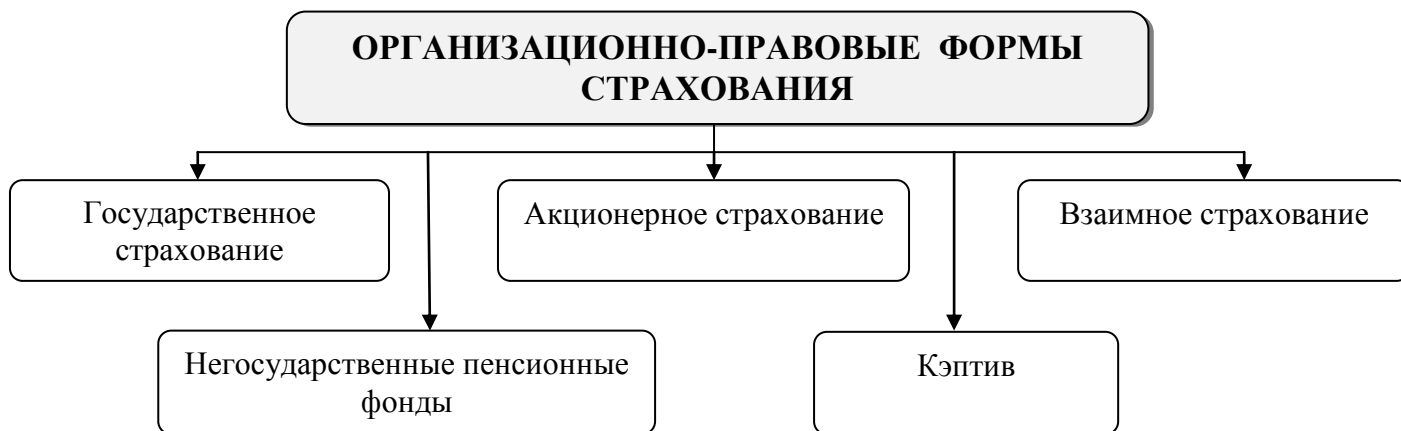 ОРГАНИЗАЦИОННО-ПРАВОВЫЕ ФОРМЫ
СТРАХОВАНИЯ
Государственное
страхование
Акционерное страхование
Взаимное страхование
Негосударственные пенсионные
фонды
Кэптив